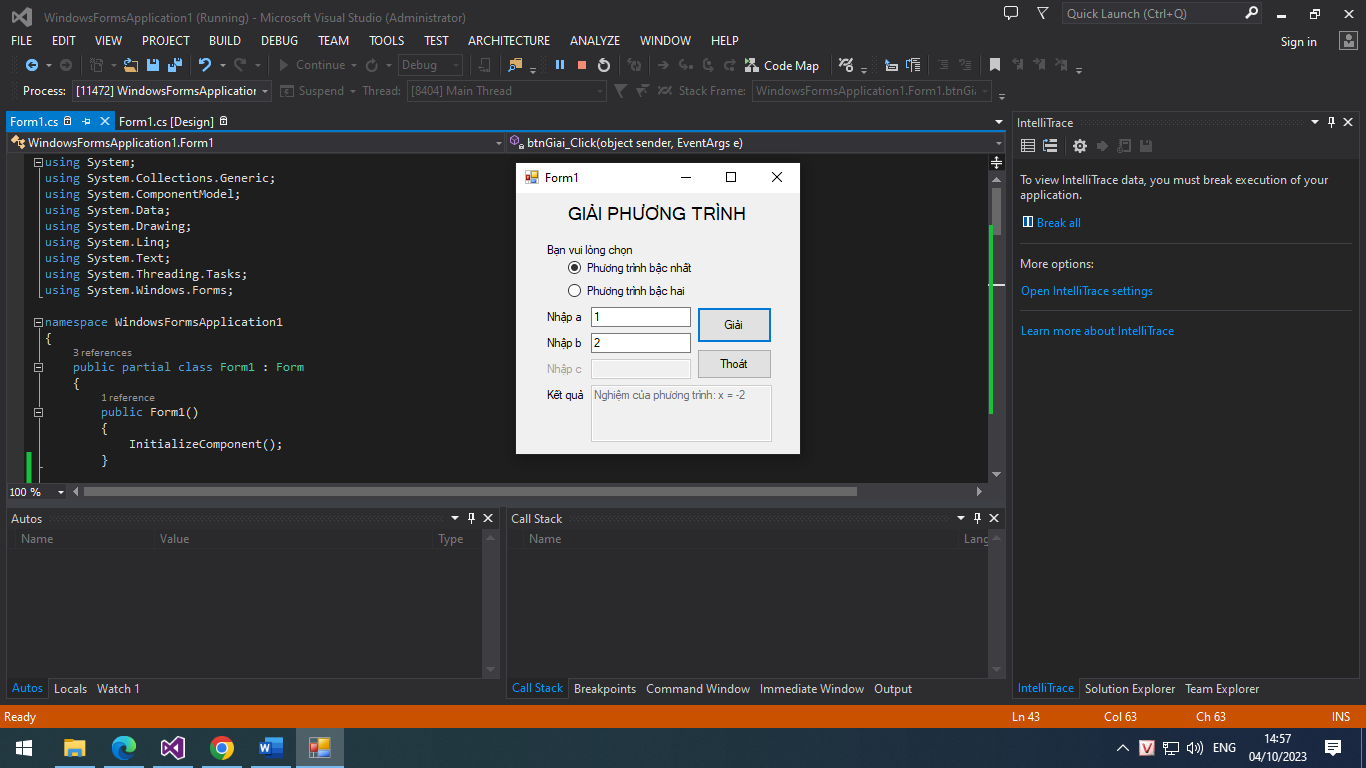 WindowsFormsApplication1 (Running) - Microsoft Visual Studio (Administrator)
Quick Launch (Ctrl+Q)
FILE EDIT VIEW PROJECT BUILD DEBUG TEAM TOOLS TEST ARCHITECTURE ANALYZE WINDOW HELP
Sign in
Continue Debug Code Map
Process: [11472] WindowsFormsApplication Suspend Thread: [8404] Main Thread Stack Frame: WindowsFormsApplication1.Form1.btnGia
Form1.cs Form1.cs [Design]
WindowsFormsApplication1.Form1
btnGiai_Click(object sender, EventArgs e)
using System;
using System.Collections.Generic;
using System.ComponentModel;
using System.Data;
using System.Drawing;
using System.Linq;
using System.Text;
using System.Threading.Tasks;
using System.Windows.Forms;
namespace WindowsFormsApplication1
{
3 references
public partial class Form1 : Form
{
1 reference
public Form1()
{
InitializeComponent();
}
100 %
Form1
GIẢI PHƯƠNG TRÌNH
Bạn vui lòng chọn
Phương trình bậc nhất
Phương trình bậc hai
Nhập a 1 Giải
Nhập b 2
Nhập c Thoát
Kết quả Nghiệm của phương trình: x = -2
IntelliTrace
To view IntelliTrace data, you must break execution of your
application.
Break all
More options:
Open IntelliTrace settings
Learn more about IntelliTrace
Autos
Name Value Type
Call Stack
Name Lang
Autos Locals Watch 1
Call Stack Breakpoints Command Window Immediate Window Output
IntelliTrace Solution Explorer Team Explorer
Ready Ln 43 Col 63 Ch 63 INS
ENG
14:57
04/10/2023